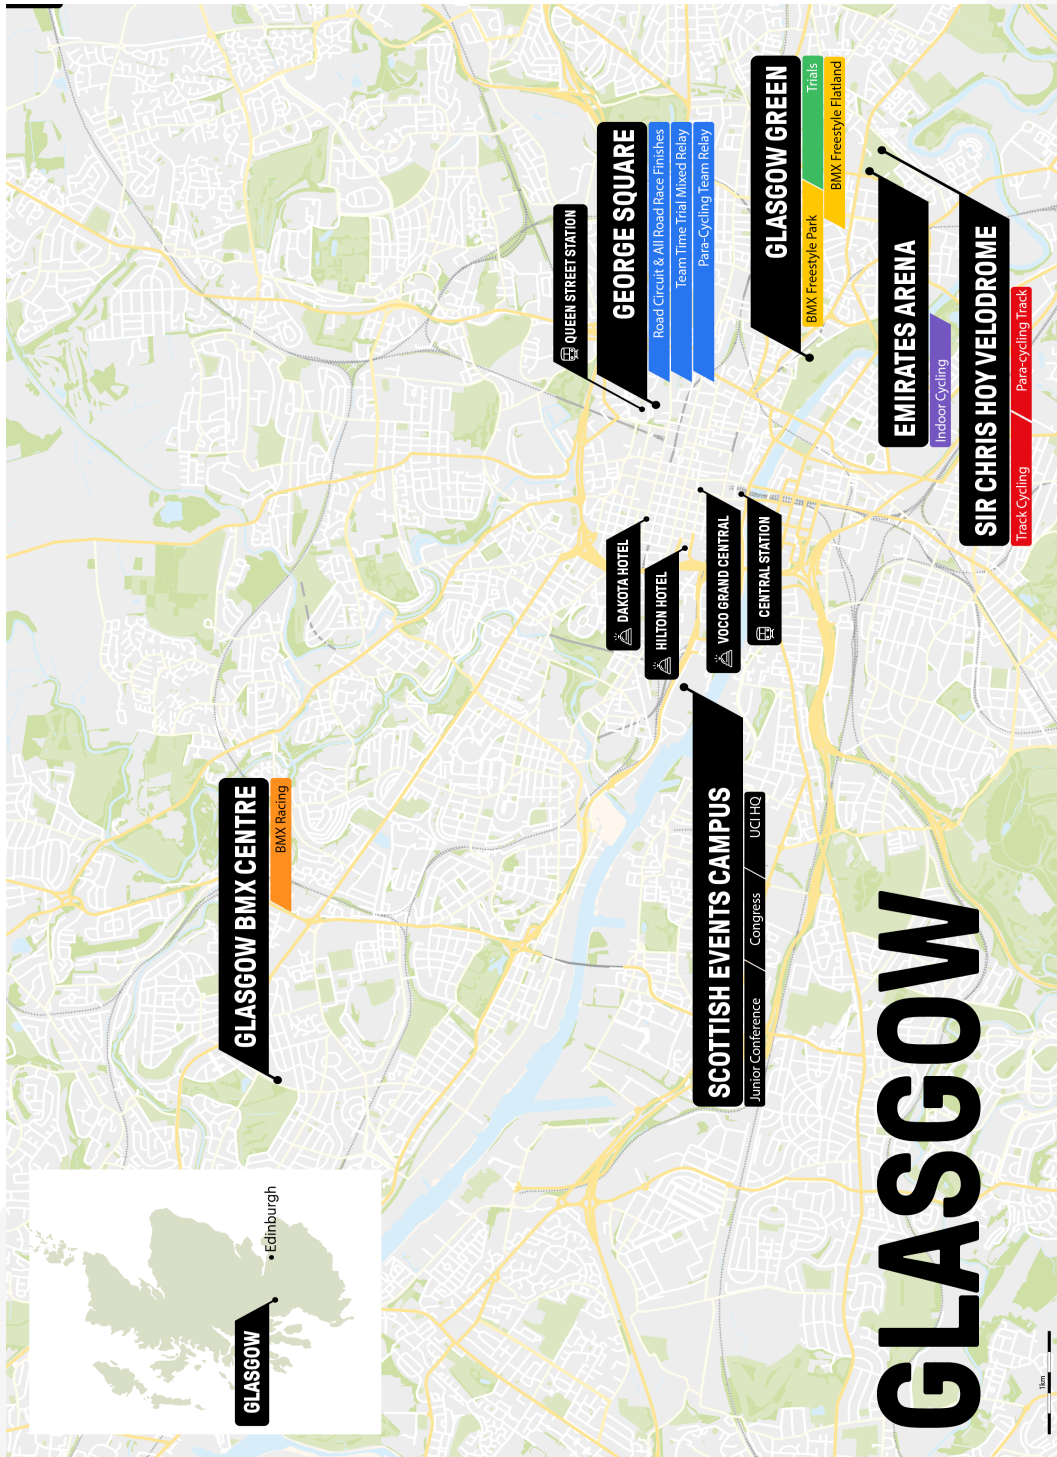 GLASGOW
Edinburgh
GLASGOW BMX CENTRE
BMX Racing
QUEEN STREET STATION
GEORGE SQUARE
Road Circuit & All Road Race Finishes
Team Time Trial Mixed Relay
Para-Cycling Team Relay
DAKOTA HOTEL
HILTON HOTEL
VOCO GRAND CENTRAL
CENTRAL STATION
SCOTTISH EVENTS CAMPUS
Junior Conference
Congress
UCI HQ
GLASGOW GREEN
BMX Freestyle Park
Trials
BMX Freestyle Flatland
EMIRATES ARENA
Indoor Cycling
SIR CHRIS HOY VELODROME
Track Cycling
Para-cycling Track
GLASGOW
1km